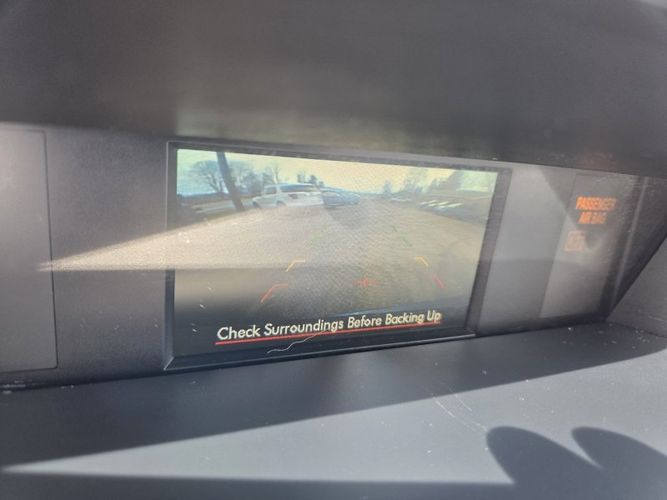 Check Surroundings Before Backing Up
PASSENGER
AIR BAG